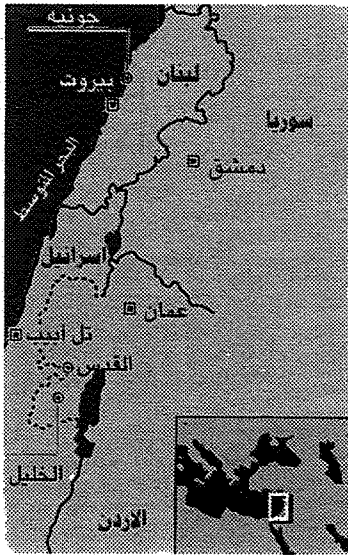 جونيه
لبنان
بيروت
سوريا
دمشق
البحر المتوسط
اسرائيل
عمان
تل ابيب
القدس
الخليل
الاردن